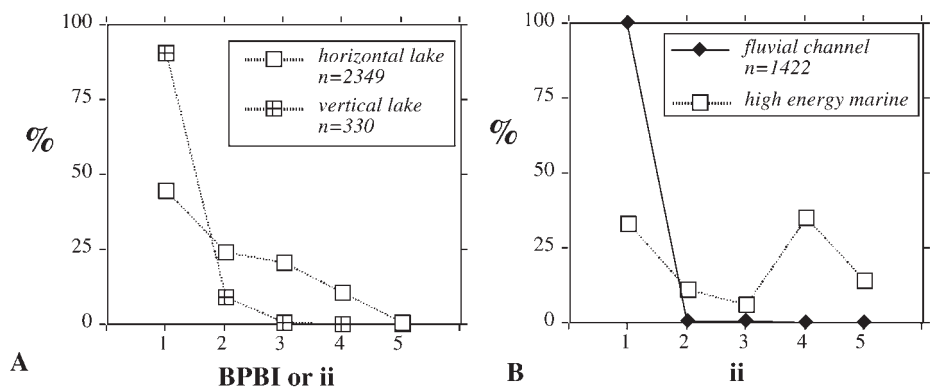 100
75
%
50
25
0
horizontal lake
n=2349
vertical lake
n=330
1 2 3 4 5
A
BPBI or ii
100
75
%
50
25
0
fluvial channel
n=1422
high energy marine
1 2 3 4 5
B
ii